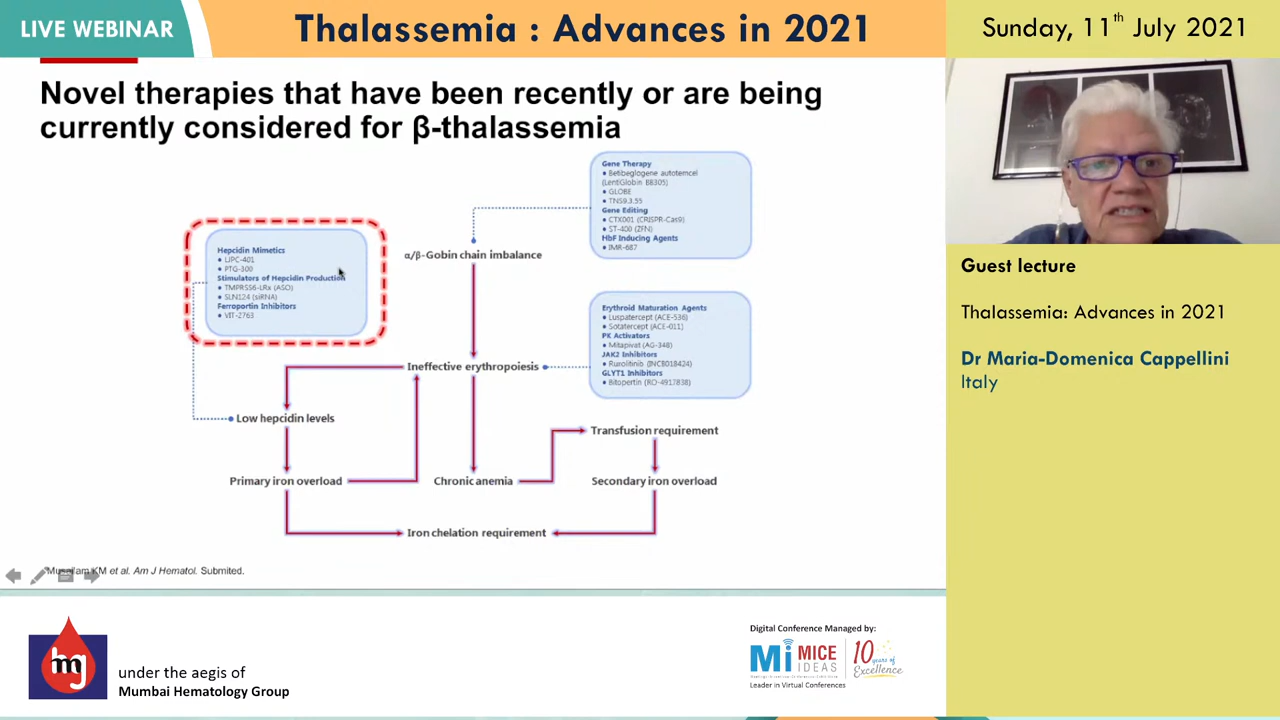 LIVE WEBINAR
Thalassemia : Advances in 2021
Sunday, 11th July 2021
Novel therapies that have been recently or are being
currently considered for β-thalassemia
Gene Therapy
• Betibeglogene autotemcel
(LentiGlobin BB305)
• GLOBE
• TNS9.3.55
Gene Editing
• CTX001 (CRISPR-Cas9)
• ST-400 (ZFN)
HbF Inducing Agents
• IMR-687
Hepcidin Mimetics
• LJPC-401
• PTG-300
Stimulators of Hepcidin Production
• TMPRSS6-LRx (ASO)
• SLN124 (siRNA)
Ferroportin Inhibitors
• VIT-2763
α/β-Gobin chain imbalance
Erythroid Maturation Agents
• Luspatercept (ACE-536)
• Sotatercept (ACE-011)
PK Activators
• Mitapivat (AG-348)
JAK2 Inhibitors
• Ruxolitinib (INCB018424)
GLYT1 Inhibitors
• Bitopertin (RO-4917838)
Ineffective erythropoiesis
Low hepcidin levels
Transfusion requirement
Primary iron overload
Chronic anemia
Secondary iron overload
Iron chelation requirement
Musallam KM et al. Am J Hematol. Submited.
Guest lecture
Thalassemia: Advances in 2021
Dr Maria-Domenica Cappellini
Italy
hg
under the aegis of
Mumbai Hematology Group
Digital Conference Managed by:
Mi MICE IDEAS
10 years of Excellence
Leader in Virtual Conferences